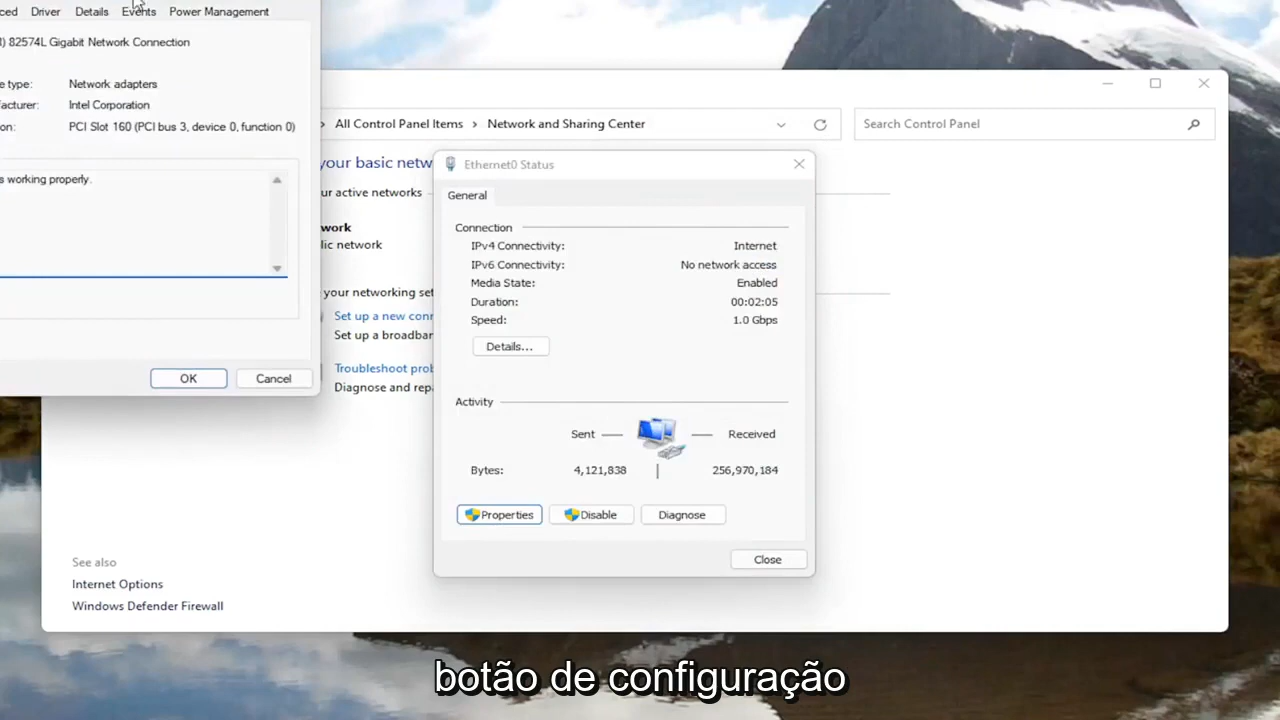 Driver Details Events Power Management
82574L Gigabit Network Connection
type: Network adapters
Intel Corporation
PCI Slot 160 (PCI bus 3, device 0, function 0)
working properly.
OK Cancel
> All Control Panel Items > Network and Sharing Center
Search Control Panel
your basic netw
ur active networks
work
lic network
your networking set
Set up a new conn
Set up a broadbar
Troubleshoot prob
Diagnose and repa
See also
Internet Options
Windows Defender Firewall
Ethernet0 Status
General
Connection
IPv4 Connectivity: Internet
IPv6 Connectivity: No network access
Media State: Enabled
Duration: 00:02:05
Speed: 1.0 Gbps
Details...
Activity
Sent — — Received
Bytes: 4,121,838 | 256,970,184
Properties Disable Diagnose
Close
botão de configuração